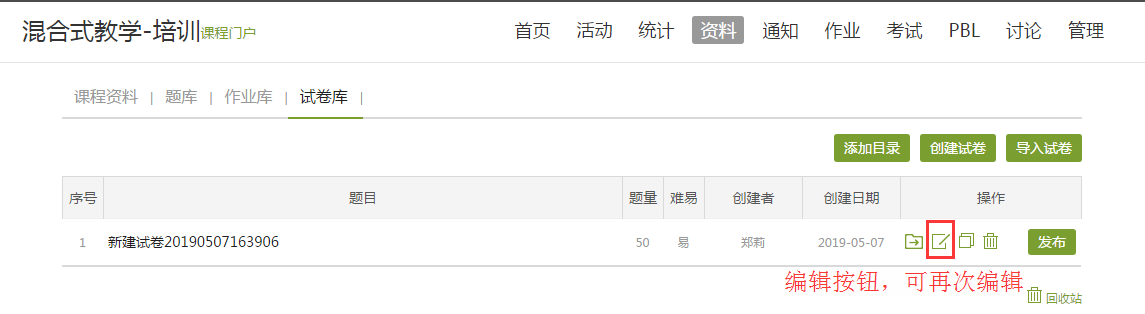 混合式教学-培训课程门户 首页 活动 统计 资料 通知 作业 考试 PBL 讨论 管理
课程资料 | 题库 | 作业库 | 试卷库 |
添加目录 创建试卷 导入试卷
序号 题目 题量 难易 创建者 创建日期 操作
1 新建试卷20190507163906 50 易 郑莉 2019-05-07 发布
编辑按钮，可再次编辑
回收站